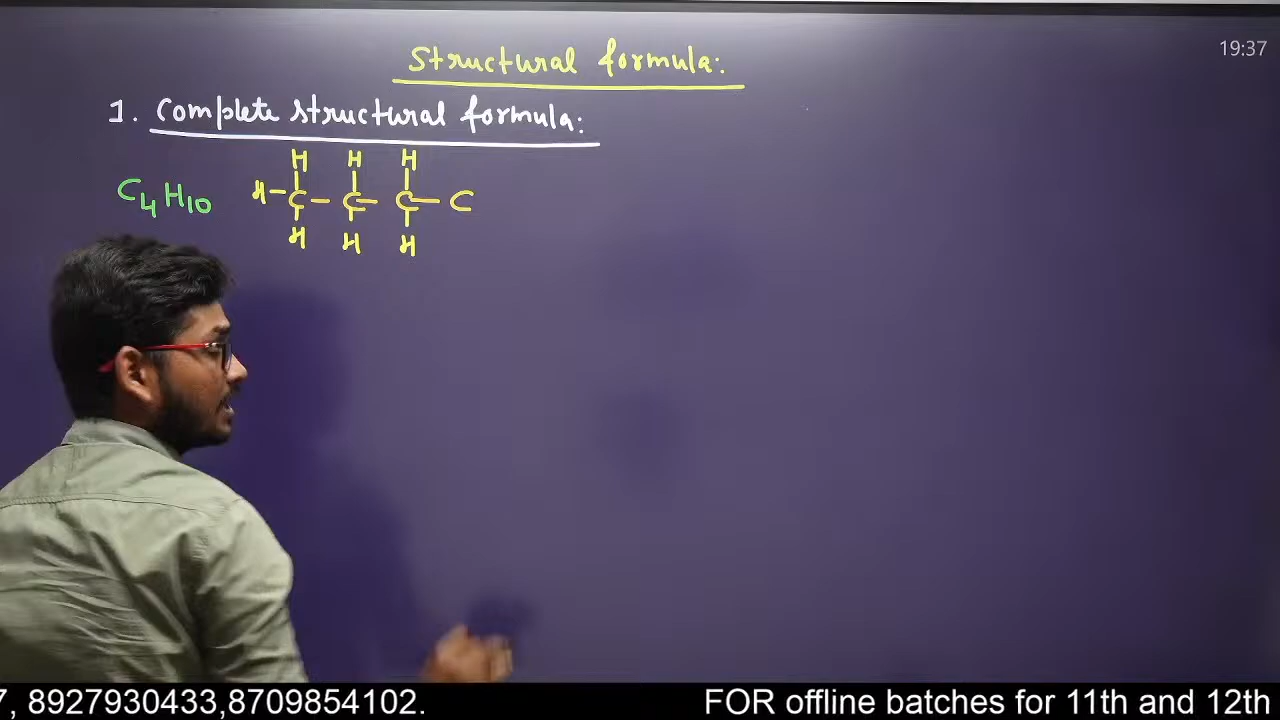 19:37
Structural formula:
1. Complete structural formula:
H H H
C4H10 H-C-C-C-C
H H H
7, 8927930433,8709854102. FOR offline batches for 11th and 12th